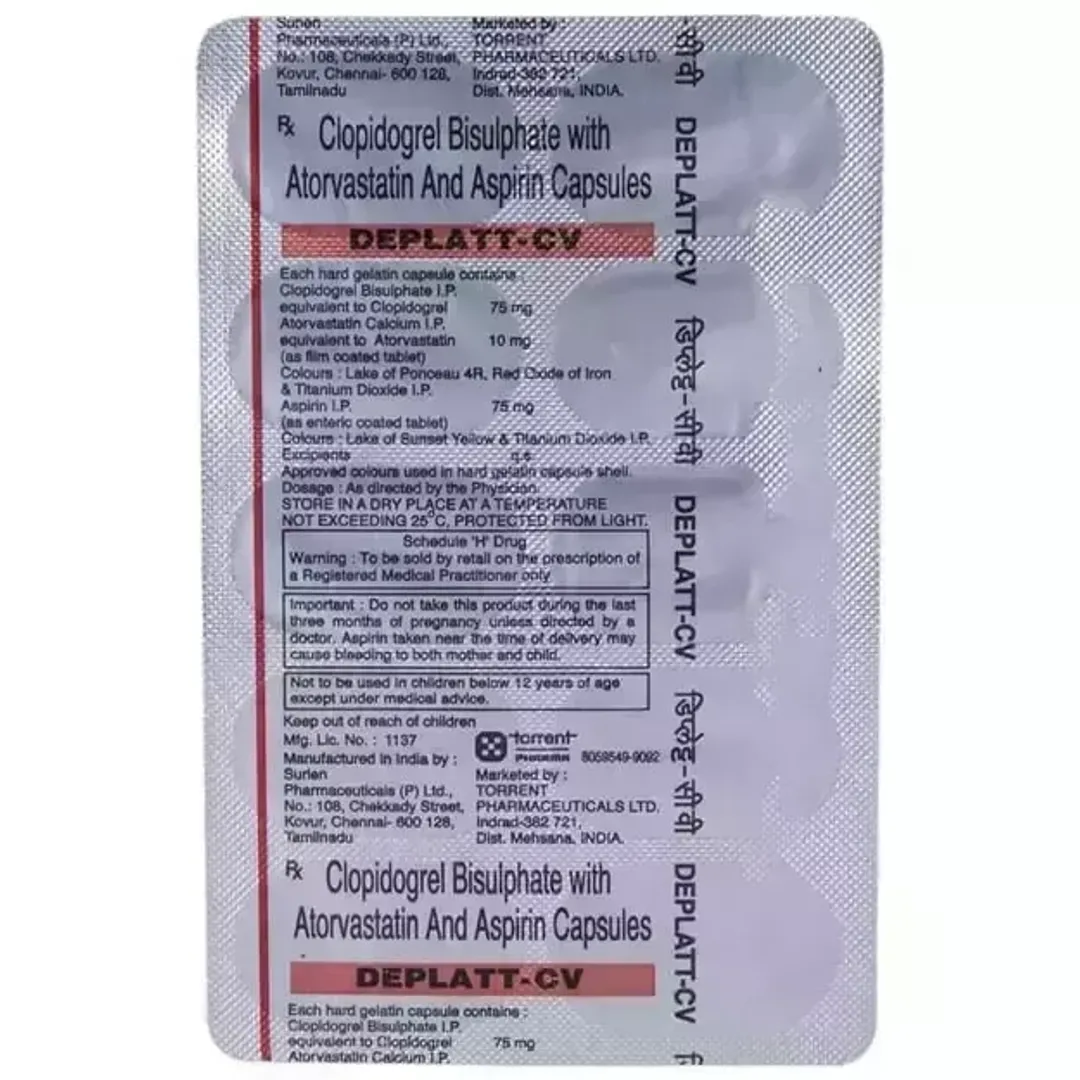 Surien
Pharmaceuticals (P) Ltd.,
No.: 108, Chekkady Street,
Kovur, Chennai- 600 128,
Tamilnadu
Marketed by :
TORRENT
PHARMACEUTICALS LTD.
Indrad-382 721,
Dist. Mehsana, INDIA.
Rx Clopidogrel Bisulphate with
Atorvastatin And Aspirin Capsules
DEPLATT-CV
Each hard gelatin capsule contains :
Clopidogrel Bisulphate I.P.
equivalent to Clopidogrel 75 mg
Atorvastatin Calcium I.P.
equivalent to Atorvastatin 10 mg
(as film coated tablet)
Colours : Lake of Ponceau 4R, Red Oxide of Iron
& Titanium Dioxide I.P.
Aspirin I.P. 75 mg
(as enteric coated tablet)
Colours : Lake of Sunset Yellow & Titanium Dioxide I.P.
Excipients q.s.
Approved colours used in hard gelatin capsule shell.
Dosage : As directed by the Physician.
STORE IN A DRY PLACE AT A TEMPERATURE
NOT EXCEEDING 25°C, PROTECTED FROM LIGHT.
Schedule 'H' Drug
Warning : To be sold by retail on the prescription of
a Registered Medical Practitioner only
Important : Do not take this product during the last
three months of pregnancy unless directed by a
doctor. Aspirin taken near the time of delivery may
cause bleeding to both mother and child.
Not to be used in children below 12 years of age
except under medical advice.
Keep out of reach of children
Mfg. Lic. No. : 1137
Manufactured in India by :
Surien
Pharmaceuticals (P) Ltd.,
No.: 108, Chekkady Street,
Kovur, Chennai- 600 128,
Tamilnadu
torrent
PHARMA 8059549-9092
Marketed by :
TORRENT
PHARMACEUTICALS LTD.
Indrad-382 721,
Dist. Mehsana, INDIA.
Rx Clopidogrel Bisulphate with
Atorvastatin And Aspirin Capsules
DEPLATT-CV
Each hard gelatin capsule contains :
Clopidogrel Bisulphate I.P.
equivalent to Clopidogrel 75 mg
Atorvastatin Calcium I.P.
सीवी DEPLATT-CV डिप्लेट्ट-सीवी DEPLATT-CV डिप्लेट्ट-सीवी DEPLATT-CV